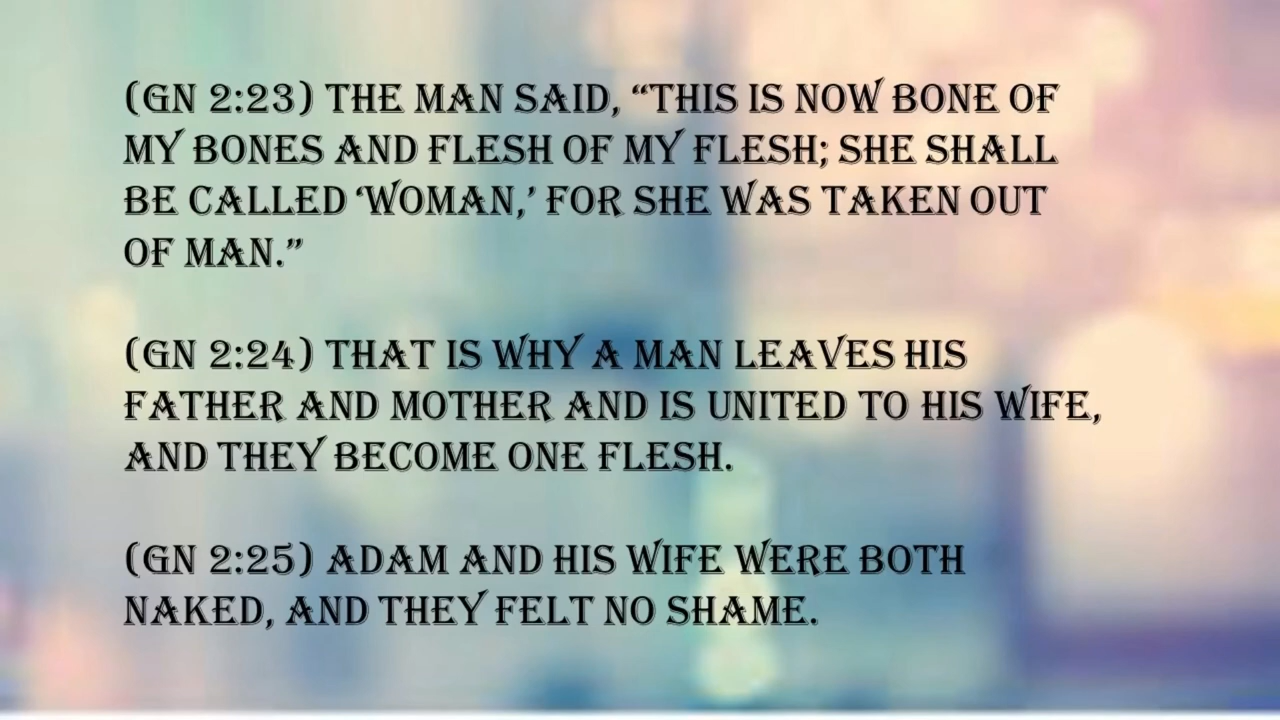 (GN 2:23) THE MAN SAID, “THIS IS NOW BONE OF
MY BONES AND FLESH OF MY FLESH; SHE SHALL
BE CALLED ‘WOMAN,’ FOR SHE WAS TAKEN OUT
OF MAN.”
(GN 2:24) THAT IS WHY A MAN LEAVES HIS
FATHER AND MOTHER AND IS UNITED TO HIS WIFE,
AND THEY BECOME ONE FLESH.
(GN 2:25) ADAM AND HIS WIFE WERE BOTH
NAKED, AND THEY FELT NO SHAME.